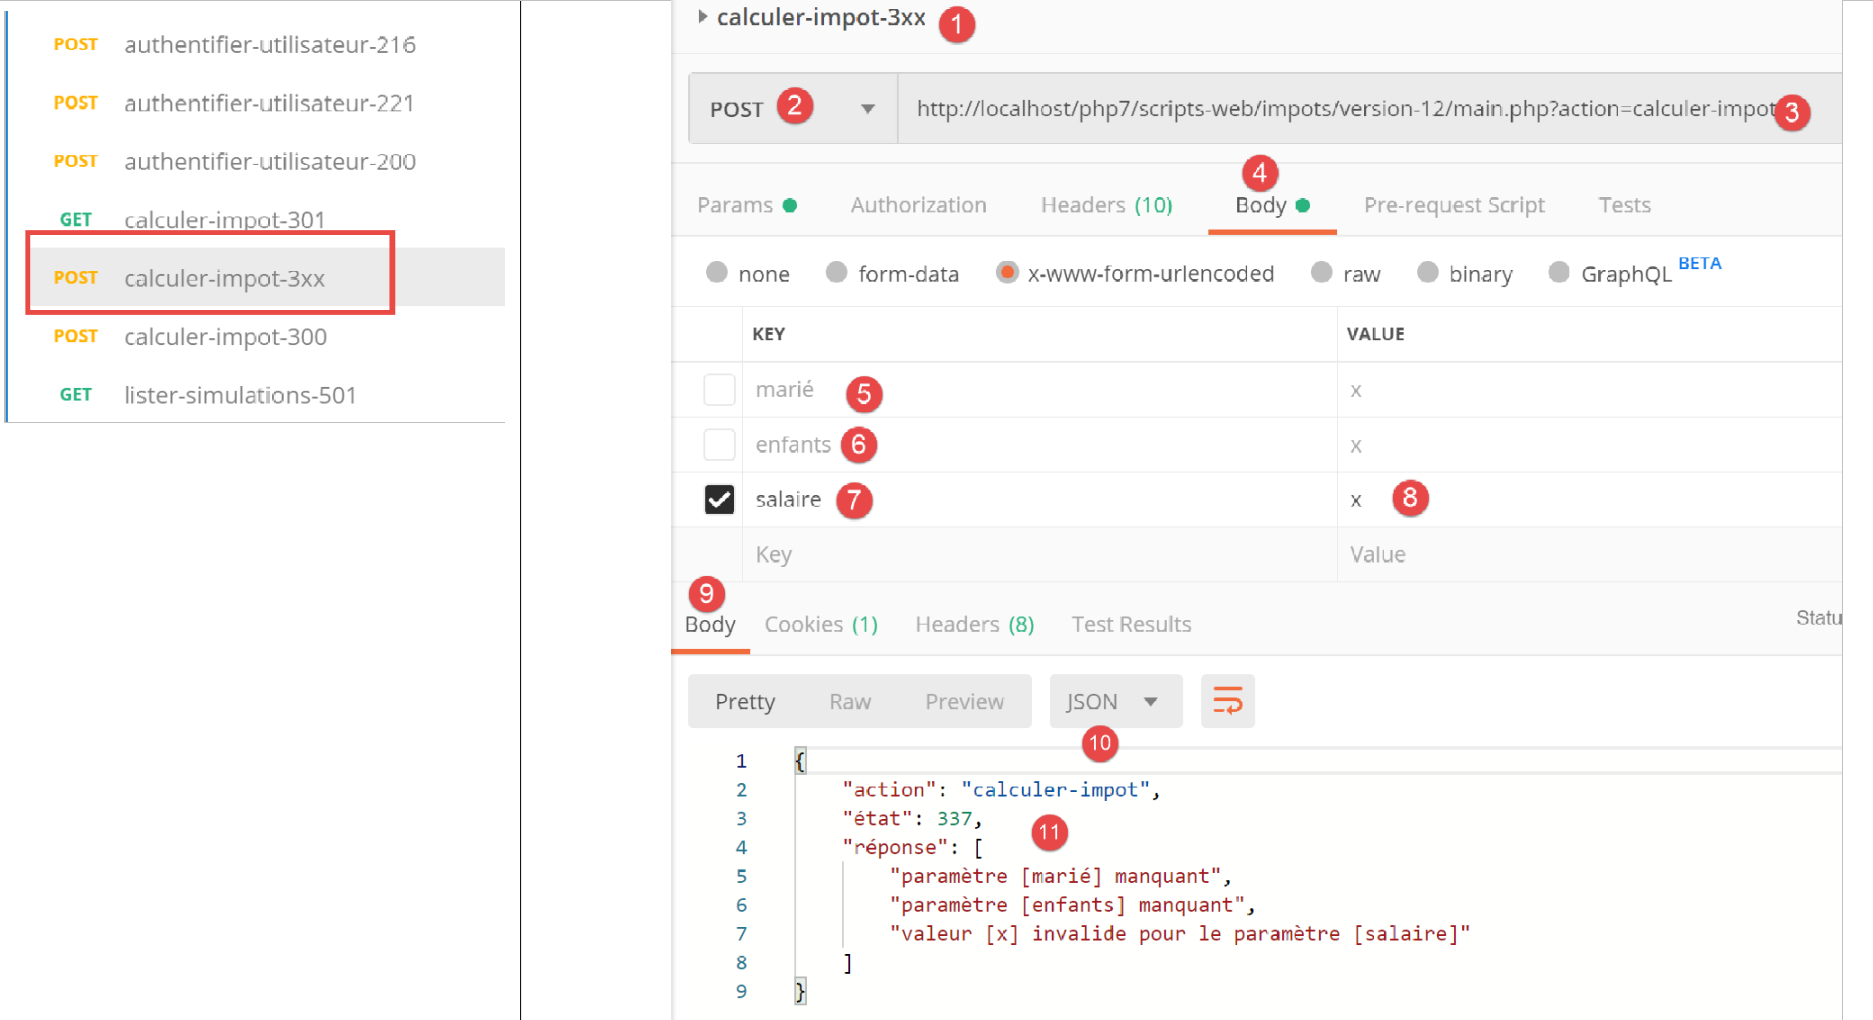 POST authentifier-utilisateur-216
POST authentifier-utilisateur-221
POST authentifier-utilisateur-200
GET calculer-impot-301
POST calculer-impot-3xx
POST calculer-impot-300
GET lister-simulations-501
calculer-impot-3xx 1
POST 2 http://localhost/php7/scripts-web/impots/version-12/main.php?action=calculer-impot 3
4
Params Authorization Headers (10) Body Pre-request Script Tests
none form-data x-www-form-urlencoded raw binary GraphQL BETA
KEY VALUE
marié 5 x
enfants 6 x
salaire 7 x 8
Key Value
9
Body Cookies (1) Headers (8) Test Results Statu
Pretty Raw Preview JSON
10
1 {
2 "action": "calculer-impot",
3 "état": 337, 11
4 "réponse": [
5 "paramètre [marié] manquant",
6 "paramètre [enfants] manquant",
7 "valeur [x] invalide pour le paramètre [salaire]"
8 ]
9 }